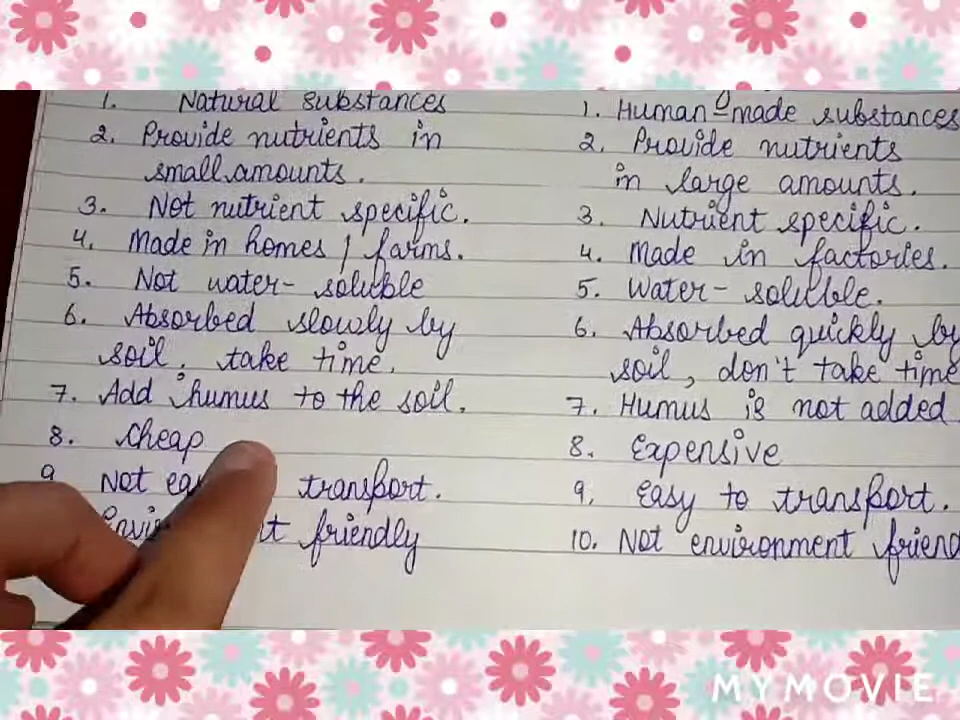 1. Natural substances
2. Provide nutrients in
small amounts.
3. Not nutrient specific.
4. Made in homes / farms.
5. Not water-soluble
6. Absorbed slowly by
soil, take time.
7. Add humus to the soil.
8. Cheap
9 Not transport.
friendly
1. Human-made substances
2. Provide nutrients
in large amounts.
3. Nutrient specific.
4. Made in factories.
5. Water-soluble.
6. Absorbed quickly by
soil, don't take time
7. Humus is not added
8. Expensive
9. Easy to transport.
10. Not environment friend
MYMOVIE